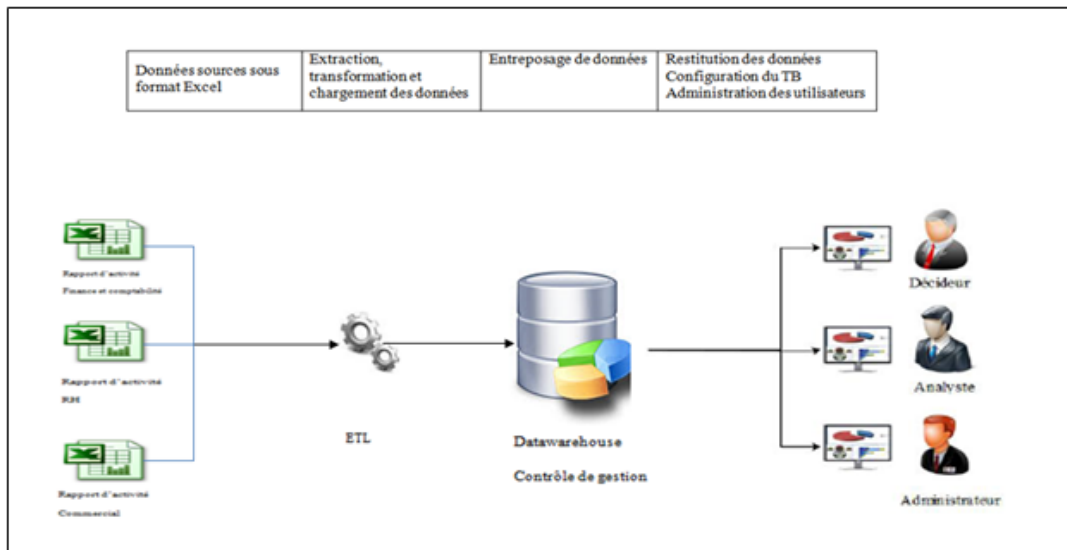 Données sources sous
format Excel
Extraction,
transformation et
chargement des données
Entreposage de données
Restitution des données
Configuration du TB
Administration des utilisateurs
Rapport d'activité
Finance et comptabilité
Rapport d'activité
RH
Rapport d'activité
Commercial
ETL
Datawarehouse
Contrôle de gestion
Décideur
Analyste
Administrateur